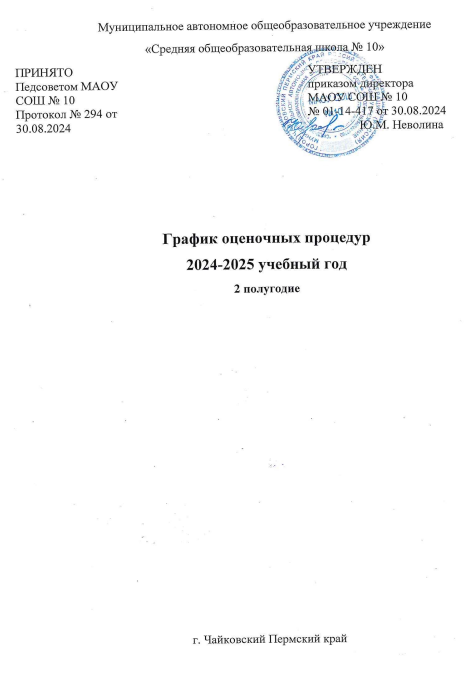 Муниципальное автономное общеобразовательное учреждение
«Средняя общеобразовательная школа № 10»
ПРИНЯТО
Педсоветом МАОУ
СОШ № 10
Протокол № 294 от
30.08.2024
УТВЕРЖДЕН
приказом директора
МАОУ СОШ № 10
№ 01-14-417 от 30.08.2024
Ю.М. Неволина
График оценочных процедур
2024-2025 учебный год
2 полугодие
г. Чайковский Пермский край